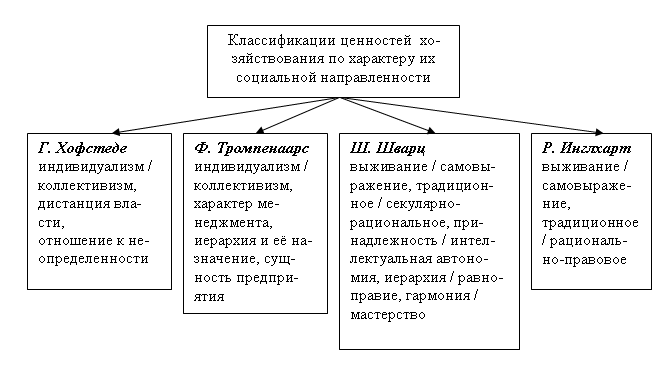 Классификации ценностей хо-
зяйствования по характеру их
социальной направленности
Г. Хофстеде
индивидуализм /
коллективизм,
дистанция вла-
сти,
отношение к не-
определенности
Ф. Тромпенаарс
индивидуализм /
коллективизм,
характер ме-
неджмента,
иерархия и её на-
значение, сущ-
ность предпри-
ятия
Ш. Шварц
выживание / самовы-
ражение, традицион-
ное / секулярно-
рациональное, при-
надлежность / интел-
лектуальная автоно-
мия, иерархия / равно-
правие, гармония /
мастерство
Р. Инглхарт
выживание /
самовыраже-
ние,
традиционное
/ рациональ-
но-правовое